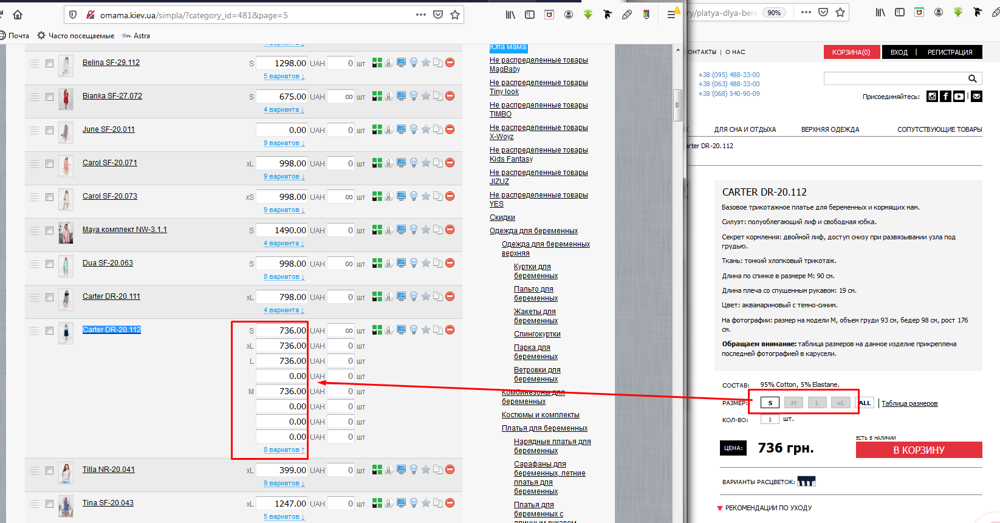 omama.kiev.ua/simpla/?category_id=481&page=5
ry/platya-dlya-bere
90%
Почта
Часто посещаемые
Astra
Belina SF-29.112
S 1298.00 UAH 0 шт
5 вариатов ↓
Bianka SF-27.072
S 675.00 UAH ∞ шт
4 варианта ↓
June SF-20.011
0.00 UAH 0 шт
9 вариатов ↓
Carol SF-20.071
xL 998.00 UAH 0 шт
9 вариатов ↓
Carol SF-20.073
xS 998.00 UAH ∞ шт
9 вариатов ↓
Maya комплект NW-3.1.1
S 1490.00 UAH 0 шт
4 варианта ↓
Dua SF-20.063
S 998.00 UAH ∞ шт
8 вариатов ↓
Carter DR-20.111
xL 798.00 UAH 0 шт
4 варианта ↓
Carter DR-20.112
S 736.00 UAH ∞ шт
xL 736.00 UAH 0 шт
L 736.00 UAH 0 шт
0.00 UAH 0 шт
M 736.00 UAH 0 шт
0.00 UAH 0 шт
0.00 UAH 0 шт
0.00 UAH 0 шт
8 вариатов ↑
Tilla NR-20.041
xL 399.00 UAH 0 шт
9 вариатов ↓
Tina SF-20.043
xL 1247.00 UAH 0 шт
5 вариатов ↓
Юла мама
Не распределенные товары
MagBaby
Не распределенные товары
Tiny look
Не распределенные товары
TIMBO
Не распределенные товары
X-Woyz
Не распределенные товары
Kids Fantasy
Не распределенные товары
JIZUZ
Не распределенные товары
YES
Скидки
Одежда для беременных
Одежда для беременных
верхняя
Куртки для
беременных
Пальто для
беременных
Жакеты для
беременных
Слингокуртки
Парка для
беременных
Ветровки для
беременных
Комбинезоны для
беременных
Костюмы и комплекты
Платья для беременных
Нарядные платья для
беременных
Сарафаны для
беременных, летние
платья для
беременных
Платья для
беременных с
длинным рукавом
ОНТАКТЫ | О НАС
КОРЗИНА(0)
ВХОД | РЕГИСТРАЦИЯ
+38 (095) 488-33-00
+38 (063) 488-33-00
+38 (068) 540-90-09
Присоединяйтесь:
ДЛЯ СНА И ОТДЫХА
ВЕРХНЯЯ ОДЕЖДА
СОПУТСТВУЮЩИЕ ТОВАРЫ
arter DR-20.112
CARTER DR-20.112
Базовое трикотажное платье для беременных и кормящих мам.
Силуэт: полуоблегающий лиф и свободная юбка.
Секрет кормления: двойной лиф, доступ снизу при развязывании узла под
грудью.
Ткань: тонкий хлопковый трикотаж.
Длина по спинке в размере М: 90 см.
Длина плеча со спущенным рукавом: 19 см.
Цвет: аквамариновый с темно-синим.
На фотографии: размер на модели М, объем груди 93 см, бедер 98 см, рост 176
см.
Обращаем внимание: таблица размеров на данное изделие прикреплена
последней фотографией в карусели.
СОСТАВ: 95% Cotton, 5% Elastane.
РАЗМЕР: S M L xL ALL | Таблица размеров
КОЛ-ВО: 1 шт.
ЕСТЬ В НАЛИЧИИ
ЦЕНА: 736 грн.
В КОРЗИНУ
ВАРИАНТЫ РАСЦВЕТОК:
РЕКОМЕНДАЦИИ ПО УХОДУ